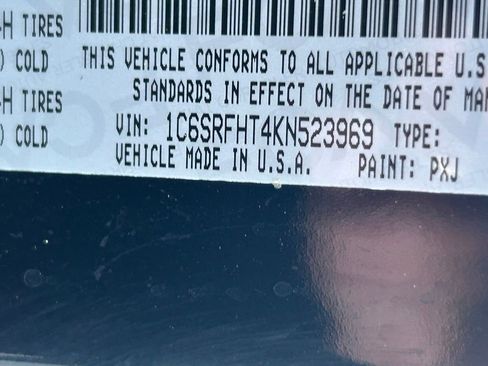 H TIRES
) COLD
THIS VEHICLE CONFORMS TO ALL APPLICABLE U.S
STANDARDS IN EFFECT ON THE DATE OF MAN
H TIRES
VIN: 1C6SRFHT4KN523969 TYPE:
) COLD
VEHICLE MADE IN U.S.A. PAINT: PXJ